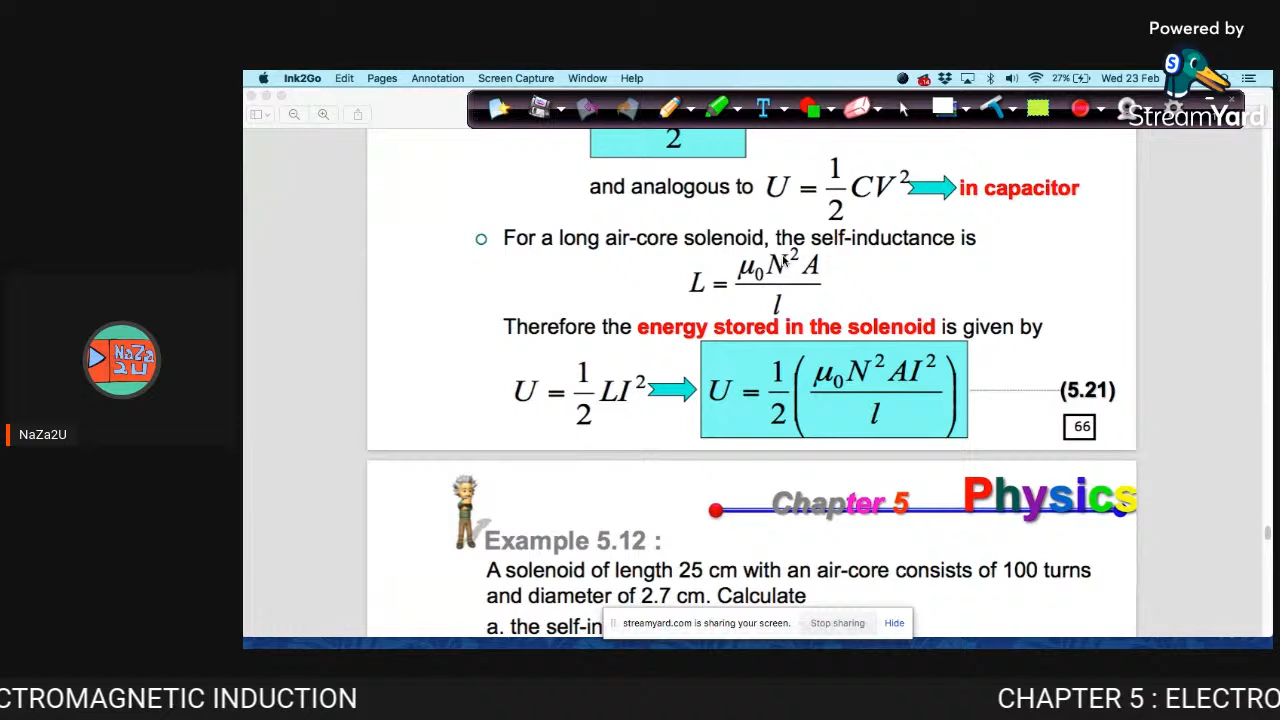 Powered by
StreamYard
Ink2Go Edit Pages Annotation Screen Capture Window Help 27% Wed 23 Feb
2
and analogous to U = 1/2 CV² in capacitor
For a long air-core solenoid, the self-inductance is
L = μ₀N²A / l
Therefore the energy stored in the solenoid is given by
U = 1/2 LI² U = 1/2 (μ₀N²AI² / l) (5.21)
66
Chapter 5 Physics
Example 5.12 :
A solenoid of length 25 cm with an air-core consists of 100 turns
and diameter of 2.7 cm. Calculate
a. the self-in
streamyard.com is sharing your screen. Stop sharing Hide
NaZa
2U
NaZa2U
CTROMAGNETIC INDUCTION CHAPTER 5 : ELECTRO